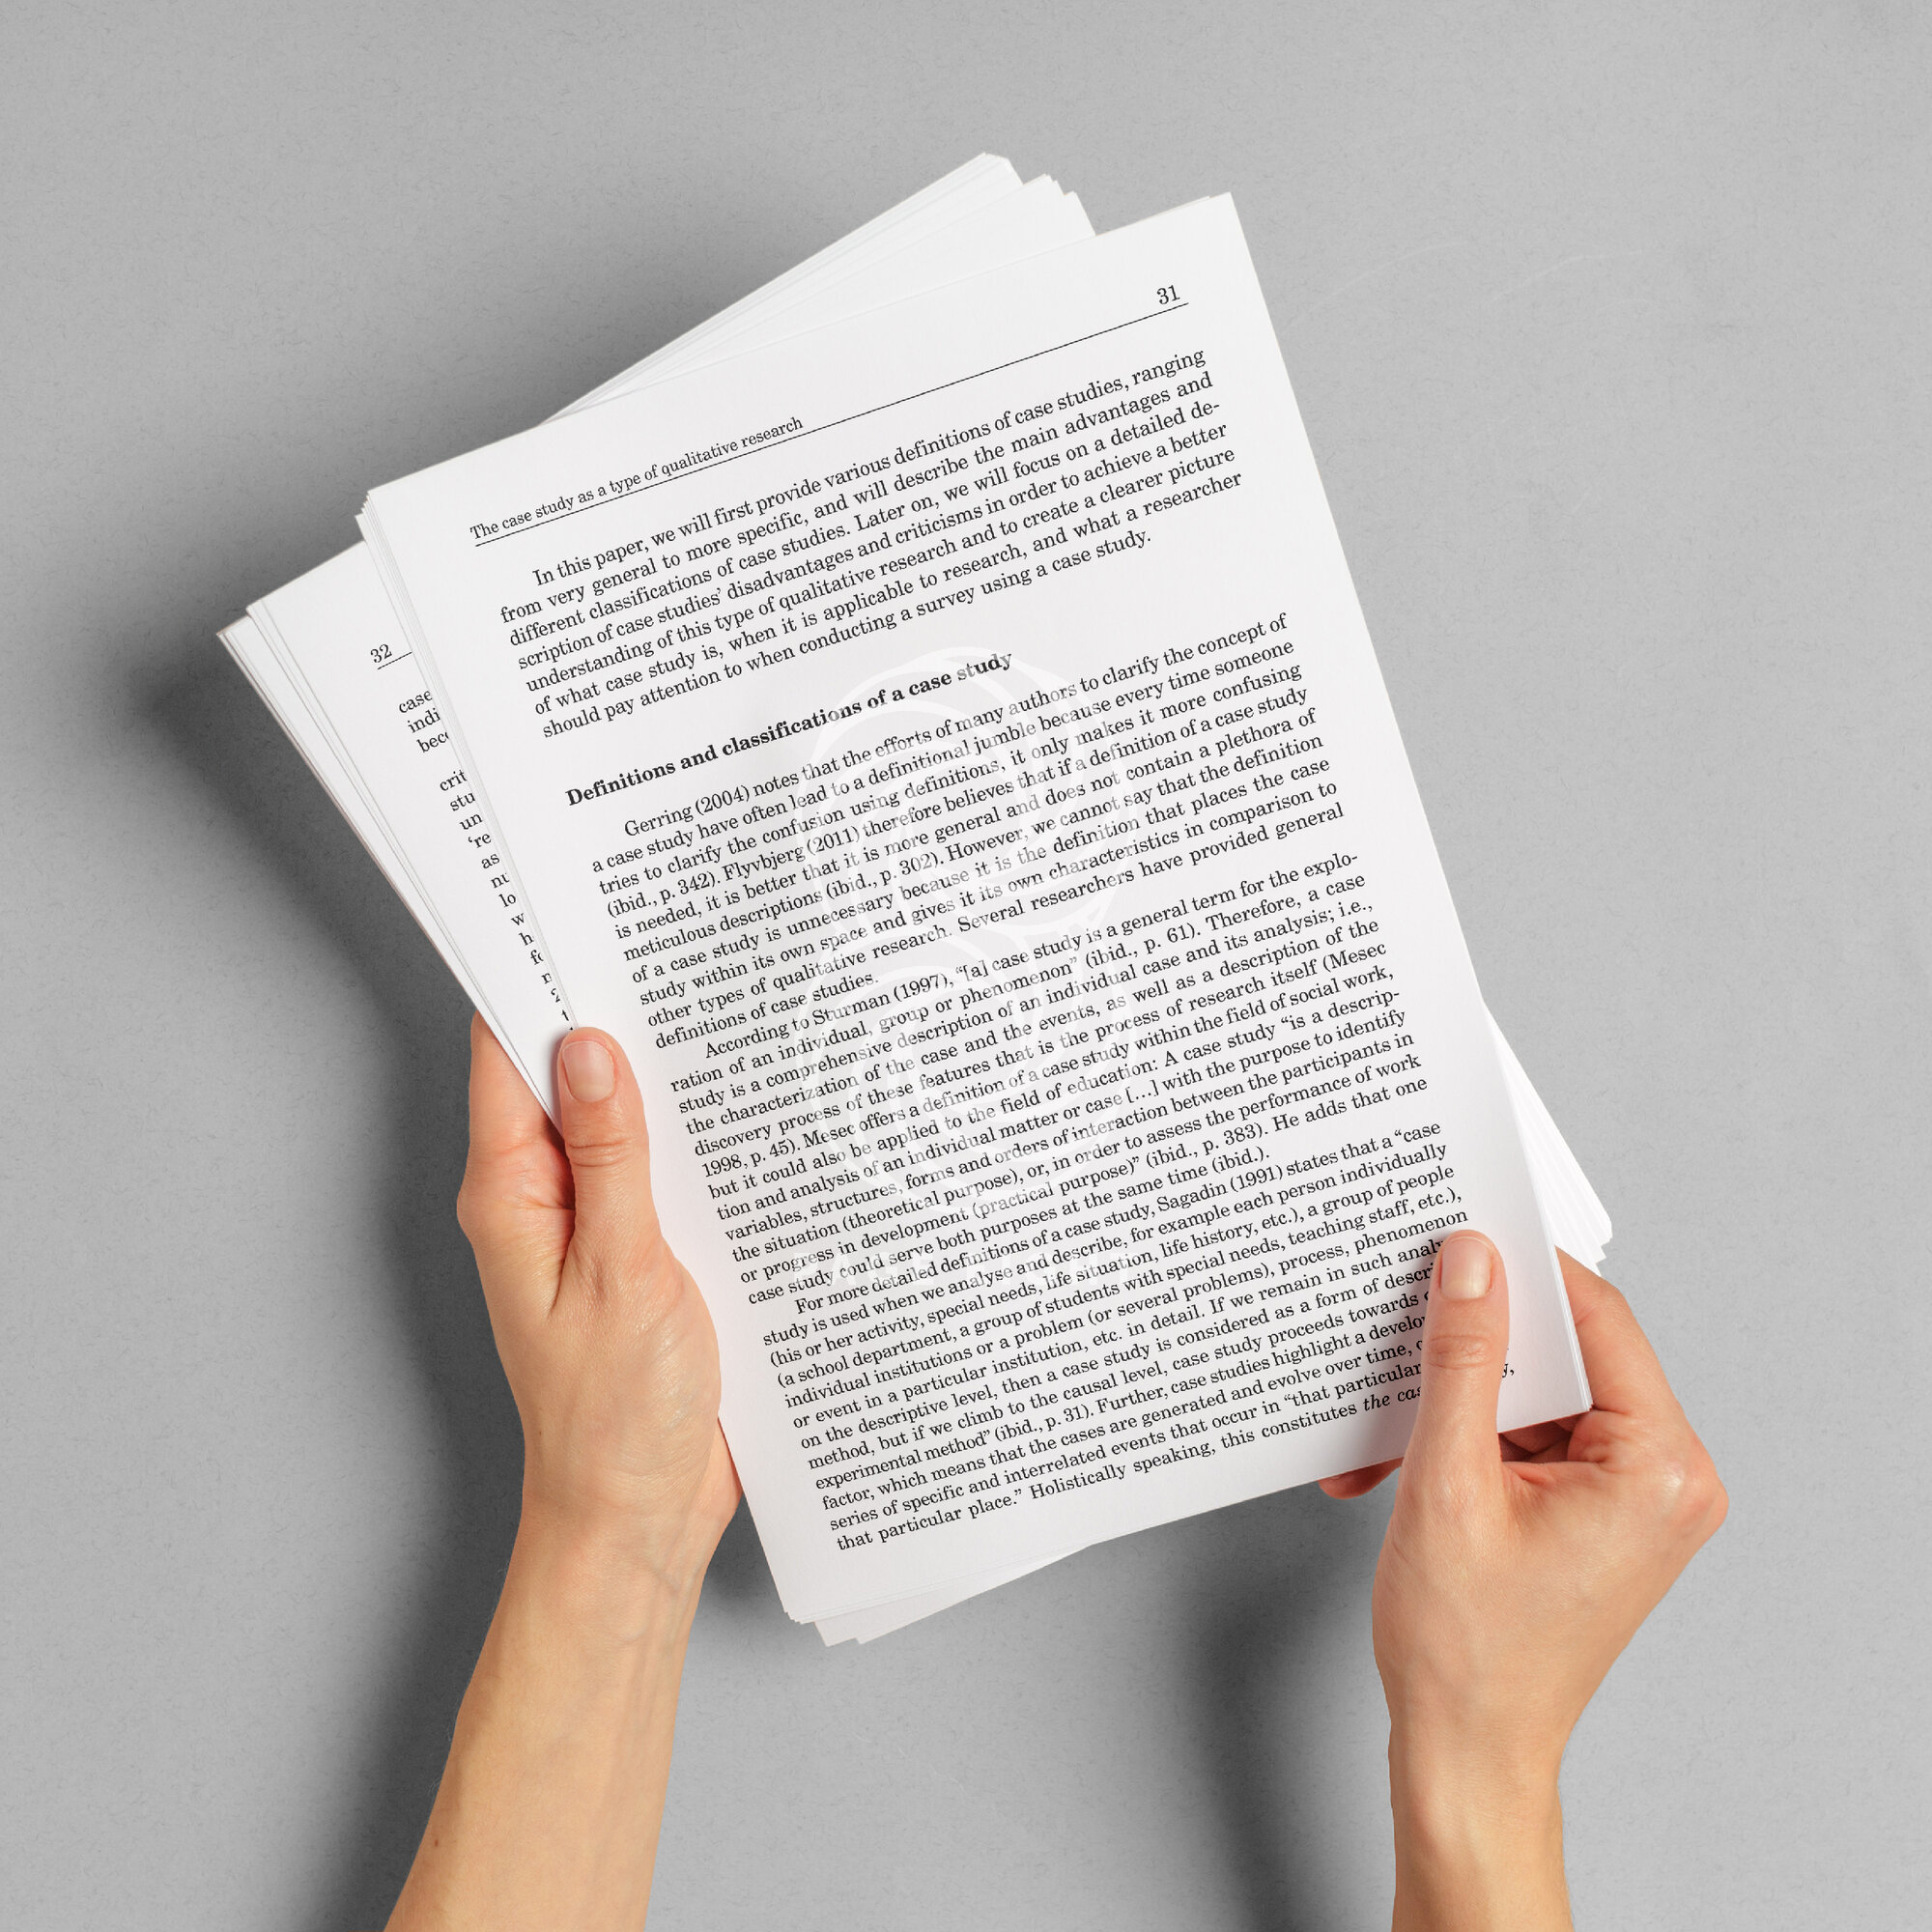 The case study as a type of qualitative research 31
In this paper, we will first provide various definitions of case studies, ranging
from very general to more specific, and will describe the main advantages and
different classifications of case studies. Later on, we will focus on a detailed de-
scription of case studies’ disadvantages and criticisms in order to achieve a better
understanding of this type of qualitative research and to create a clearer picture
of what case study is, when it is applicable to research, and what a researcher
should pay attention to when conducting a survey using a case study.
Definitions and classifications of a case study
Gerring (2004) notes that the efforts of many authors to clarify the concept of
a case study have often lead to a definitional jumble because every time someone
tries to clarify the confusion using definitions, it only makes it more confusing
(ibid., p. 342). Flyvbjerg (2011) therefore believes that if a definition of a case study
is needed, it is better that it is more general and does not contain a plethora of
meticulous descriptions (ibid., p. 302). However, we cannot say that the definition
of a case study is unnecessary because it is the definition that places the case
study within its own space and gives it its own characteristics in comparison to
other types of qualitative research. Several researchers have provided general
definitions of case studies.
According to Sturman (1997), “[a] case study is a general term for the explo-
ration of an individual, group or phenomenon” (ibid., p. 61). Therefore, a case
study is a comprehensive description of an individual case and its analysis; i.e.,
the characterization of the case and the events, as well as a description of the
discovery process of these features that is the process of research itself (Mesec
1998, p. 45). Mesec offers a definition of a case study within the field of social work,
but it could also be applied to the field of education: A case study “is a descrip-
tion and analysis of an individual matter or case […] with the purpose to identify
variables, structures, forms and orders of interaction between the participants in
the situation (theoretical purpose), or, in order to assess the performance of work
or progress in development (practical purpose)” (ibid., p. 383). He adds that one
case study could serve both purposes at the same time (ibid.).
For more detailed definitions of a case study, Sagadin (1991) states that a “case
study is used when we analyse and describe, for example each person individually
(his or her activity, special needs, life situation, life history, etc.), a group of people
(a school department, a group of students with special needs, teaching staff, etc.),
individual institutions or a problem (or several problems), process, phenomenon
or event in a particular institution, etc. in detail. If we remain in such
on the descriptive level, then a case study is considered as a form of
method, but if we climb to the causal level, case study proceeds towards
experimental method” (ibid., p. 31). Further, case studies highlight a
factor, which means that the cases are generated and evolve over time,
series of specific and interrelated events that occur in “that particular
that particular place.” Holistically speaking, this constitutes the
32
case